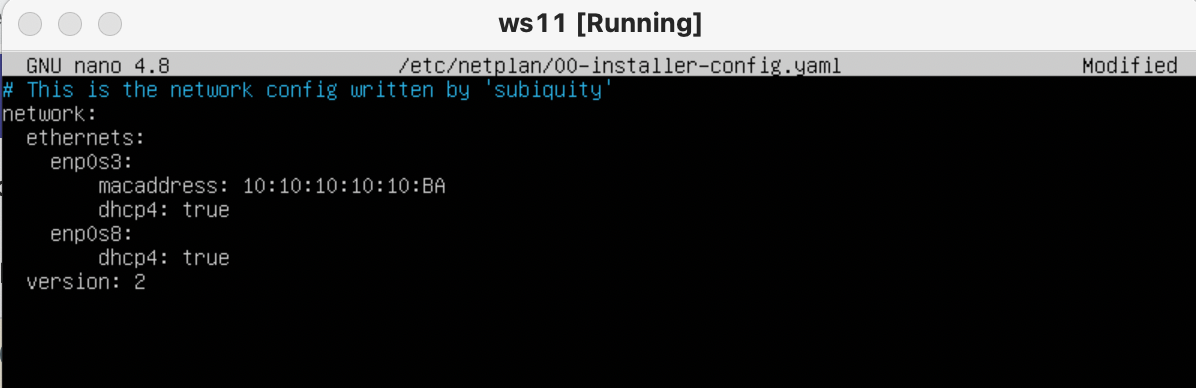 ws11 [Running]
GNU nano 4.8 /etc/netplan/00-installer-config.yaml Modified
# This is the network config written by 'subiquity'
network:
  ethernets:
    enp0s3:
        macaddress: 10:10:10:10:10:BA
        dhcp4: true
    enp0s8:
        dhcp4: true
  version: 2